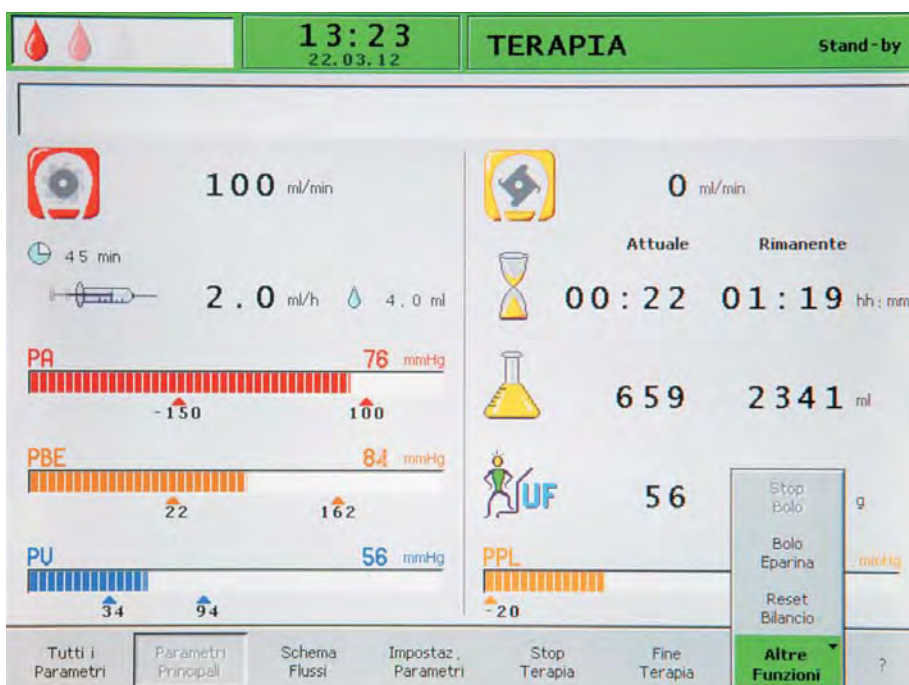 13:23
22.03.12
TERAPIA
Stand-by
100 ml/min
45 min
2.0 ml/h 4.0 ml
PA 76 mmHg
-150 100
PBE 84 mmHg
22 162
PV 56 mmHg
34 94
0 ml/min
Attuale Rimanente
00:22 01:19 hh:mm
659 2341 ml
UF 56 g
PPL mmHg
-20
Stop
Bolo
Bolo
Eparina
Reset
Bilancio
Tutti i
Parametri
Parametri
Principali
Schema
Flussi
Impostaz.
Parametri
Stop
Terapia
Fine
Terapia
Altre
Funzioni
?